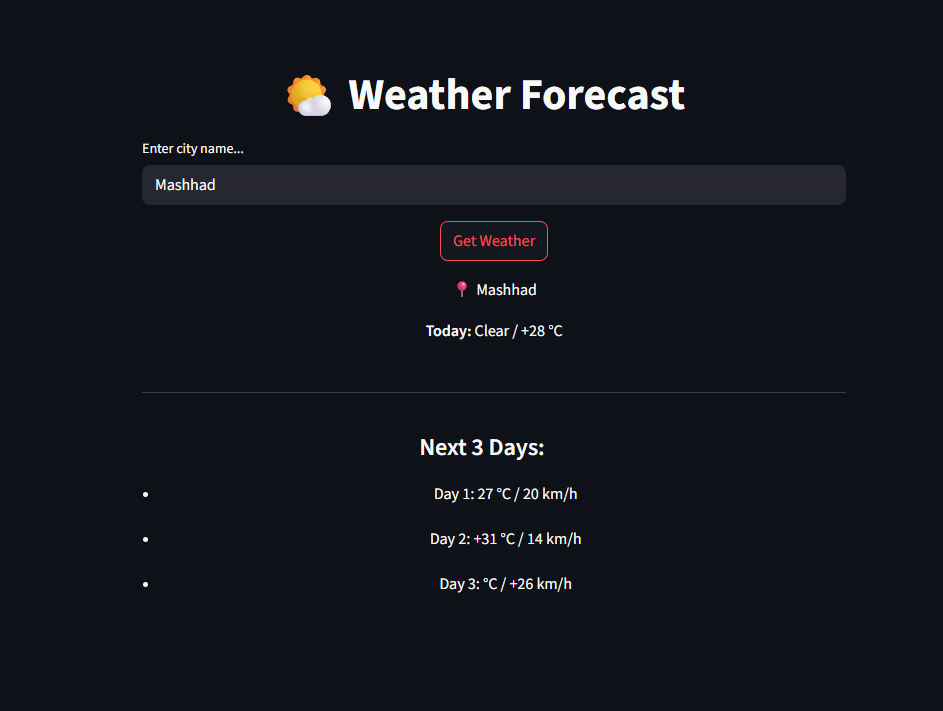 Weather Forecast
Enter city name...
Mashhad
Get Weather
Mashhad
Today: Clear / +28 °C
Next 3 Days:
• Day 1: 27 °C / 20 km/h
• Day 2: +31 °C / 14 km/h
• Day 3: °C / +26 km/h